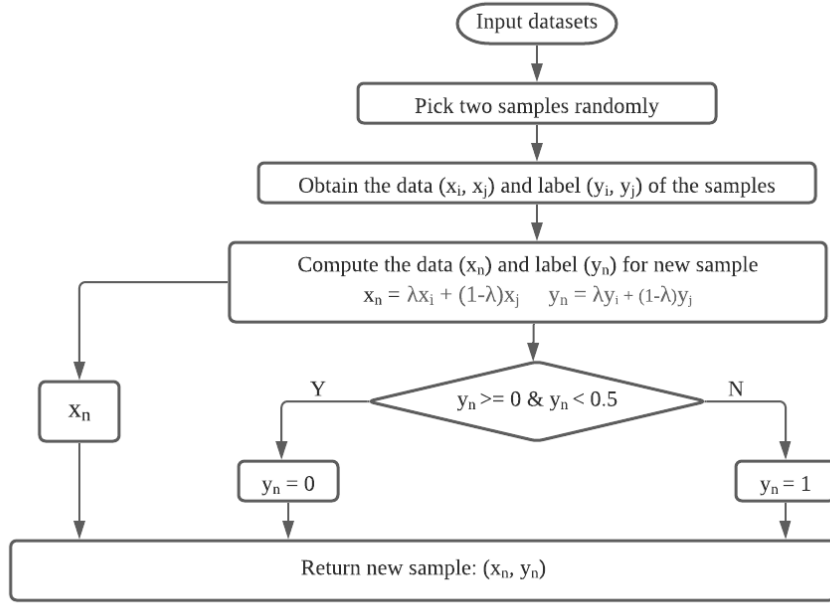 Input datasets
Pick two samples randomly
Obtain the data (xᵢ, xⱼ) and label (yᵢ, yⱼ) of the samples
Compute the data (xₙ) and label (yₙ) for new sample
xₙ = λxᵢ + (1-λ)xⱼ yₙ = λyᵢ + (1-λ)yⱼ
Y
N
yₙ >= 0 & yₙ < 0.5
xₙ
yₙ = 0
yₙ = 1
Return new sample: (xₙ, yₙ)